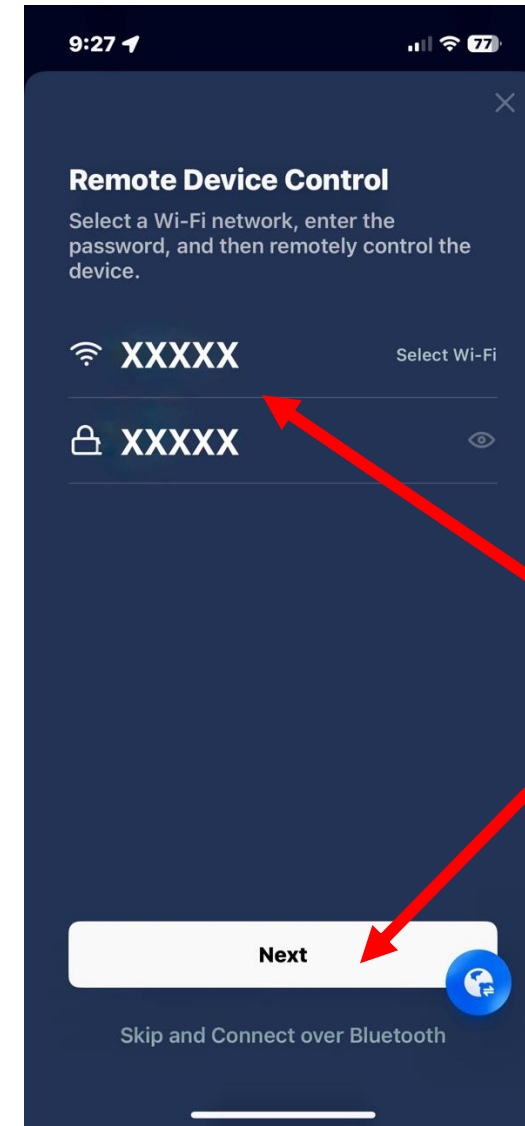 9:27
77
Remote Device Control
Select a Wi-Fi network, enter the
password, and then remotely control the
device.
XXXXX Select Wi-Fi
XXXXX
Next
Skip and Connect over Bluetooth